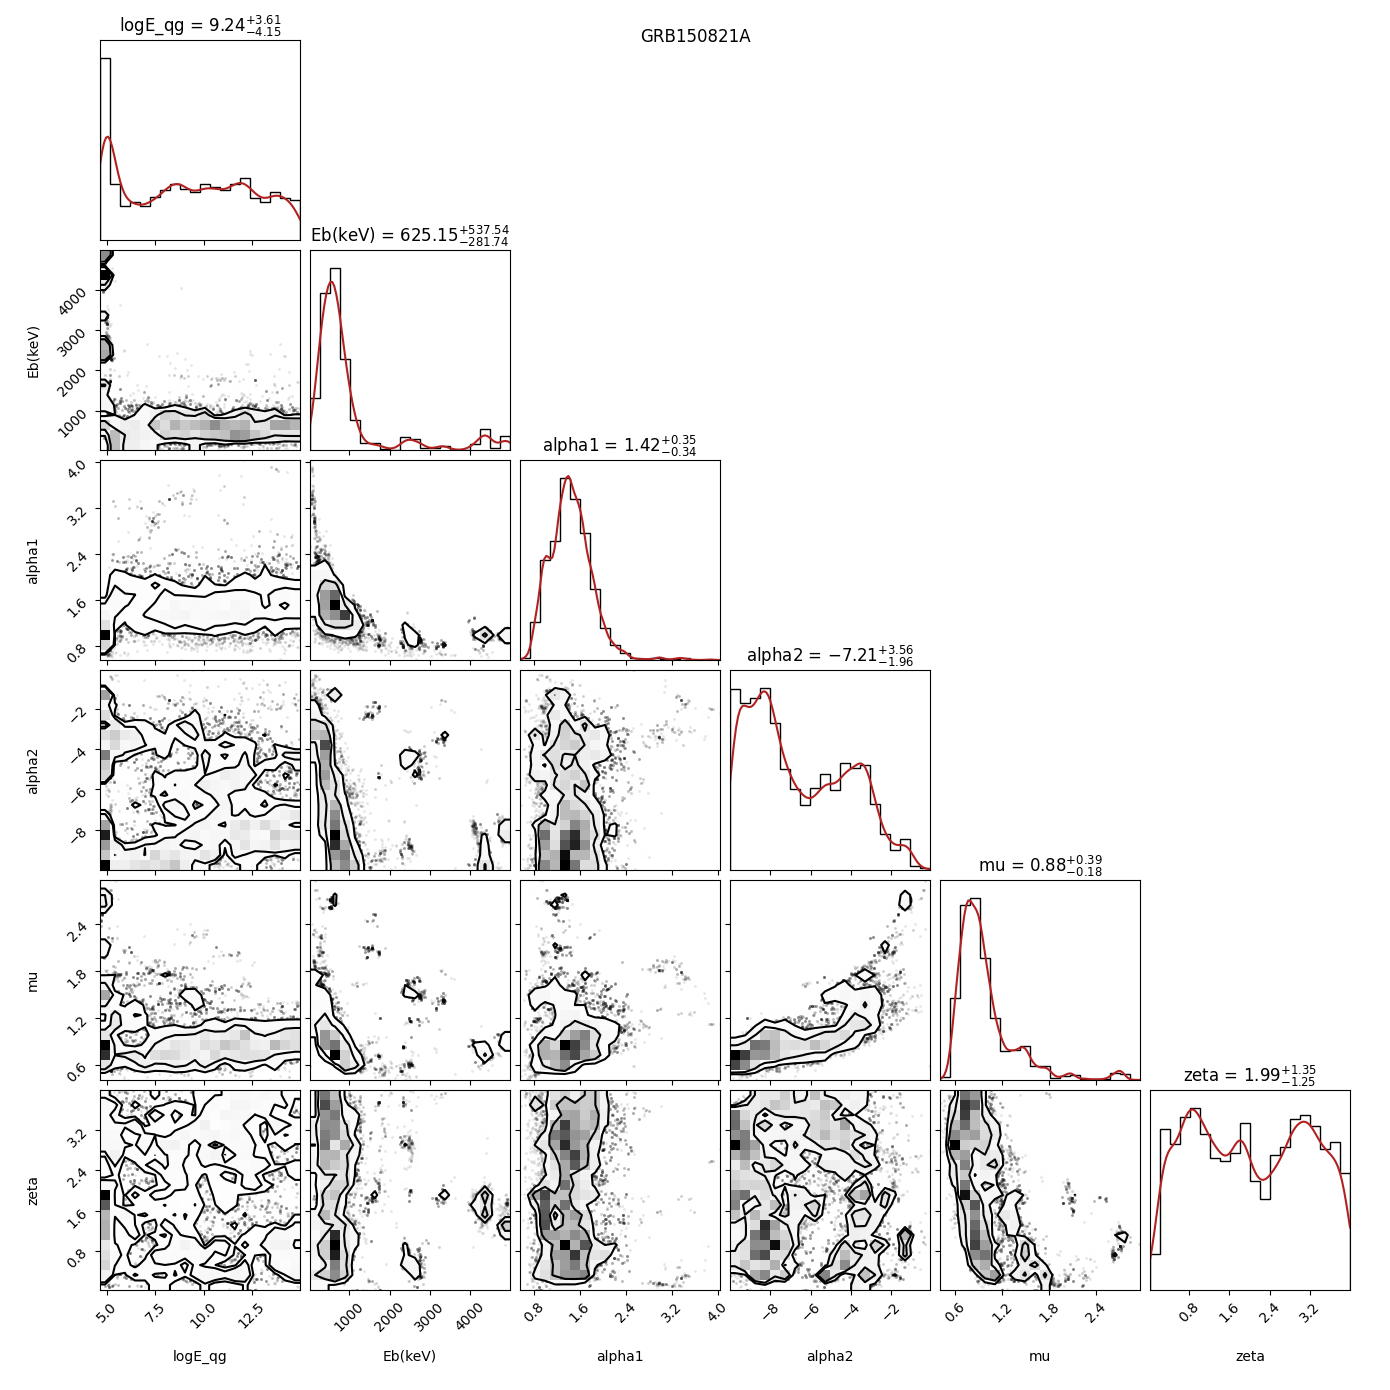 GRB150821A
logE_qg = 9.24 +3.61 −4.15
Eb(keV) = 625.15 +537.54 −281.74
4000
3000
2000
1000
Eb(keV)
alpha1 = 1.42 +0.35 −0.34
4.0
3.2
2.4
1.6
0.8
alpha1
alpha2 = −7.21 +3.56 −1.96
−2
−4
−6
−8
alpha2
mu = 0.88 +0.39 −0.18
2.4
1.8
1.2
0.6
mu
zeta = 1.99 +1.35 −1.25
3.2
2.4
1.6
0.8
zeta
5.0 7.5 10.0 12.5 1000 2000 3000 4000 0.8 1.6 2.4 3.2 4.0 −8 −6 −4 −2 0.6 1.2 1.8 2.4 0.8 1.6 2.4 3.2
logE_qg Eb(keV) alpha1 alpha2 mu zeta